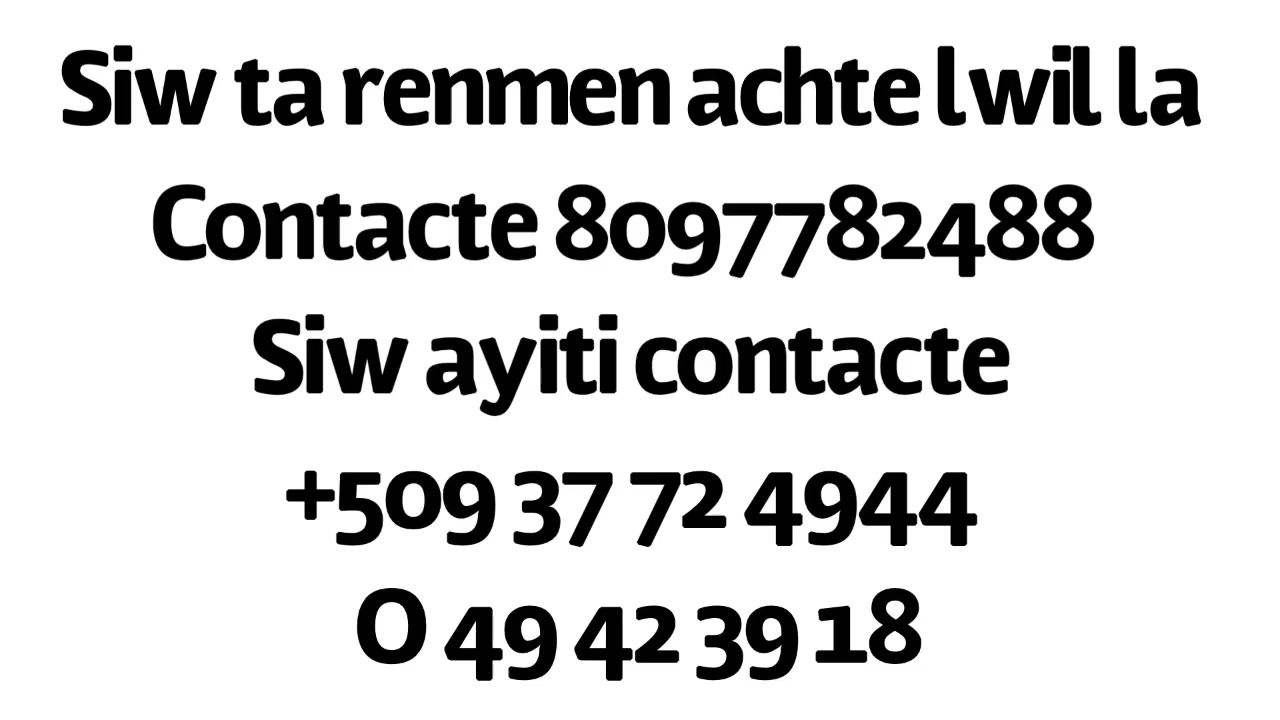 Siw ta renmen achte lwil la
Contacte 8097782488
Siw ayiti contacte
+509 37 72 4944
O 49 42 39 18